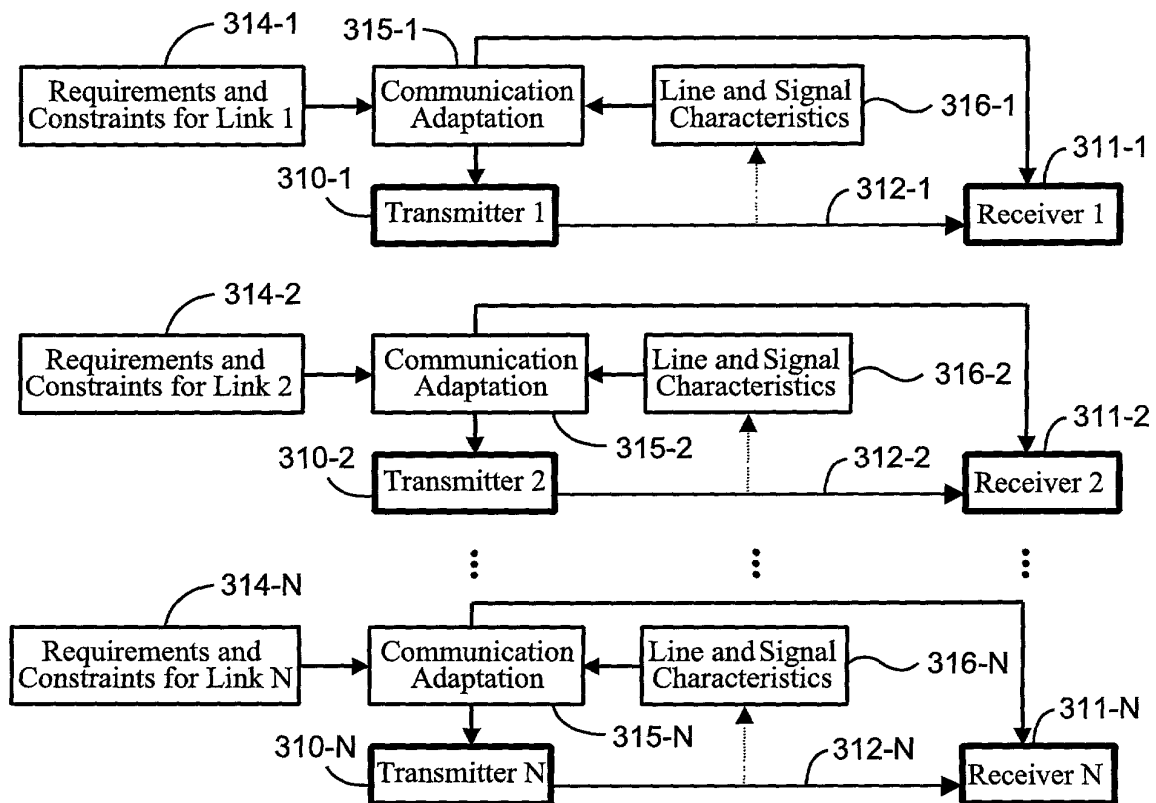 314-1
315-1
Requirements and
Constraints for Link 1
Communication
Adaptation
Line and Signal
Characteristics
316-1
311-1
310-1
Transmitter 1
312-1
Receiver 1
314-2
Requirements and
Constraints for Link 2
Communication
Adaptation
Line and Signal
Characteristics
316-2
311-2
310-2
315-2
Transmitter 2
312-2
Receiver 2
314-N
Requirements and
Constraints for Link N
Communication
Adaptation
Line and Signal
Characteristics
316-N
311-N
310-N
315-N
Transmitter N
312-N
Receiver N